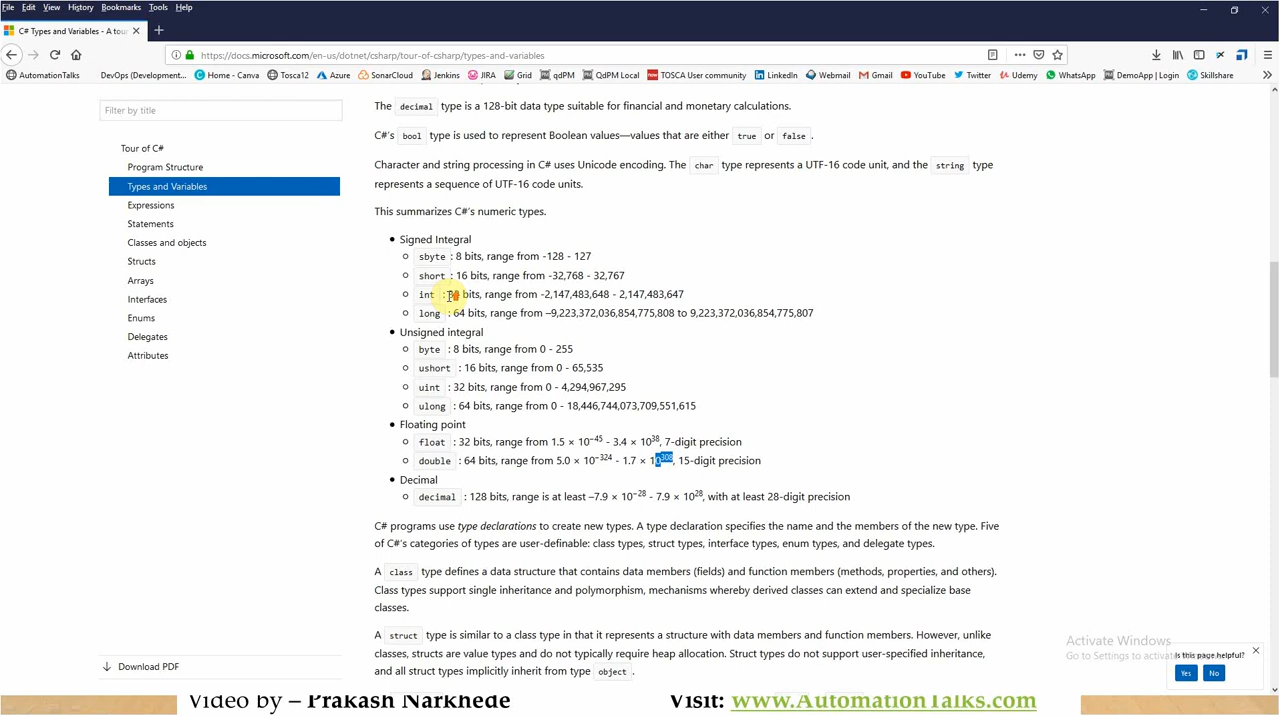 File Edit View History Bookmarks Tools Help
C# Types and Variables - A tour
https://docs.microsoft.com/en-us/dotnet/csharp/tour-of-csharp/types-and-variables
AutomationTalks DevOps (Development... Home - Canva Tosca12 Azure SonarCloud Jenkins JIRA Grid qdPM QdPM Local TOSCA User community LinkedIn Webmail Gmail YouTube Twitter Udemy WhatsApp DemoApp | Login Skillshare
Filter by title
Tour of C#
Program Structure
Types and Variables
Expressions
Statements
Classes and objects
Structs
Arrays
Interfaces
Enums
Delegates
Attributes
Download PDF
The decimal type is a 128-bit data type suitable for financial and monetary calculations.
C#'s bool type is used to represent Boolean values—values that are either true or false.
Character and string processing in C# uses Unicode encoding. The char type represents a UTF-16 code unit, and the string type
represents a sequence of UTF-16 code units.
This summarizes C#'s numeric types.
• Signed Integral
○ sbyte : 8 bits, range from -128 - 127
○ short : 16 bits, range from -32,768 - 32,767
○ int : bits, range from -2,147,483,648 - 2,147,483,647
○ long : 64 bits, range from –9,223,372,036,854,775,808 to 9,223,372,036,854,775,807
• Unsigned integral
○ byte : 8 bits, range from 0 - 255
○ ushort : 16 bits, range from 0 - 65,535
○ uint : 32 bits, range from 0 - 4,294,967,295
○ ulong : 64 bits, range from 0 - 18,446,744,073,709,551,615
• Floating point
○ float : 32 bits, range from 1.5 × 10⁻⁴⁵ - 3.4 × 10³⁸, 7-digit precision
○ double : 64 bits, range from 5.0 × 10⁻³²⁴ - 1.7 × 10³⁰⁸, 15-digit precision
• Decimal
○ decimal : 128 bits, range is at least –7.9 × 10⁻²⁸ - 7.9 × 10²⁸, with at least 28-digit precision
C# programs use type declarations to create new types. A type declaration specifies the name and the members of the new type. Five
of C#'s categories of types are user-definable: class types, struct types, interface types, enum types, and delegate types.
A class type defines a data structure that contains data members (fields) and function members (methods, properties, and others).
Class types support single inheritance and polymorphism, mechanisms whereby derived classes can extend and specialize base
classes.
A struct type is similar to a class type in that it represents a structure with data members and function members. However, unlike
classes, structs are value types and do not typically require heap allocation. Struct types do not support user-specified inheritance,
and all struct types implicitly inherit from type object.
Activate Windows
Go to Settings to activate
Is this page helpful?
Yes No
Video by – Prakash Narkhede Visit: www.AutomationTalks.com